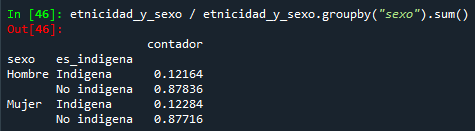 In [46]: etnicidad_y_sexo / etnicidad_y_sexo.groupby("sexo").sum()
Out[46]:
contador
sexo es_indigena
Hombre Indigena 0.12164
No indigena 0.87836
Mujer Indigena 0.12284
No indigena 0.87716